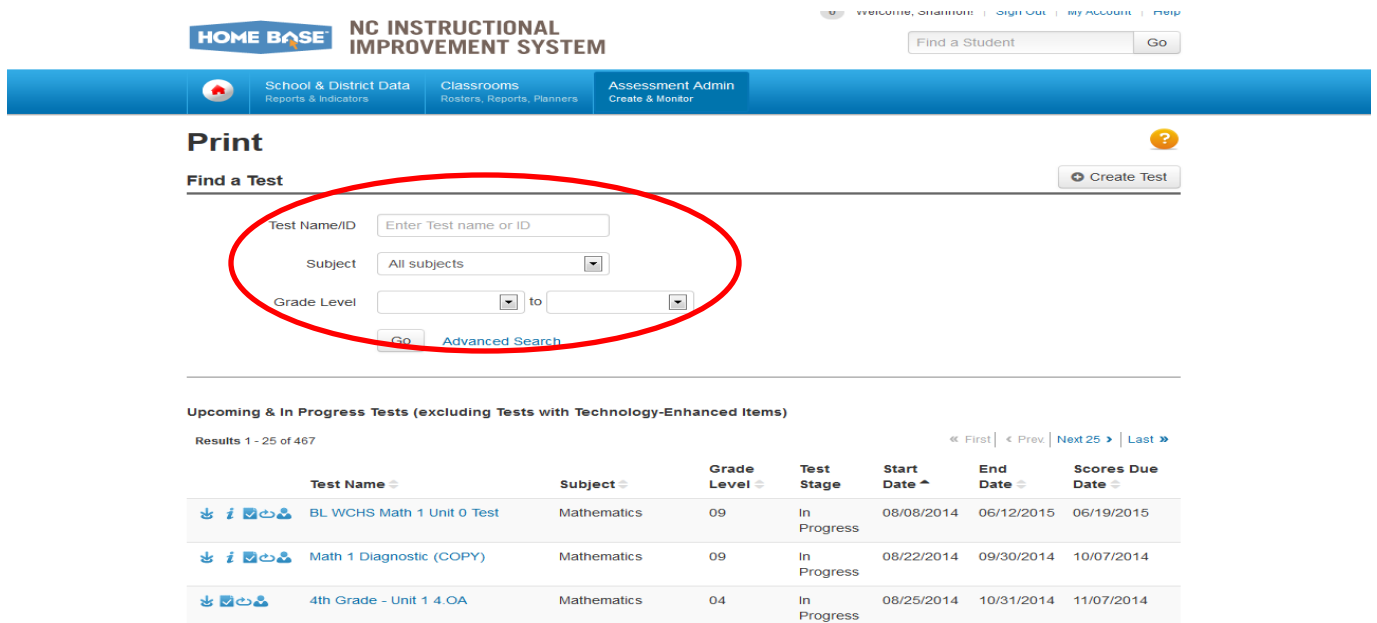 Welcome, Shannon! | Sign Out | My Account | Help
HOME BASE
NC INSTRUCTIONAL
IMPROVEMENT SYSTEM
Find a Student Go
School & District Data Classrooms Assessment Admin
Reports & Indicators Rosters, Reports, Planners Create & Monitor
Print ?
Find a Test Create Test
Test Name/ID Enter Test name or ID
Subject All subjects
Grade Level to
Go Advanced Search
Upcoming & In Progress Tests (excluding Tests with Technology-Enhanced Items)
Results 1 - 25 of 467 « First | < Prev. | Next 25 > | Last »
Grade Test Start End Scores Due
Test Name Subject Level Stage Date Date Date
i BL WCHS Math 1 Unit 0 Test Mathematics 09 In 08/08/2014 06/12/2015 06/19/2015
Progress
i Math 1 Diagnostic (COPY) Mathematics 09 In 08/22/2014 09/30/2014 10/07/2014
Progress
4th Grade - Unit 1 4.OA Mathematics 04 In 08/25/2014 10/31/2014 11/07/2014
Progress